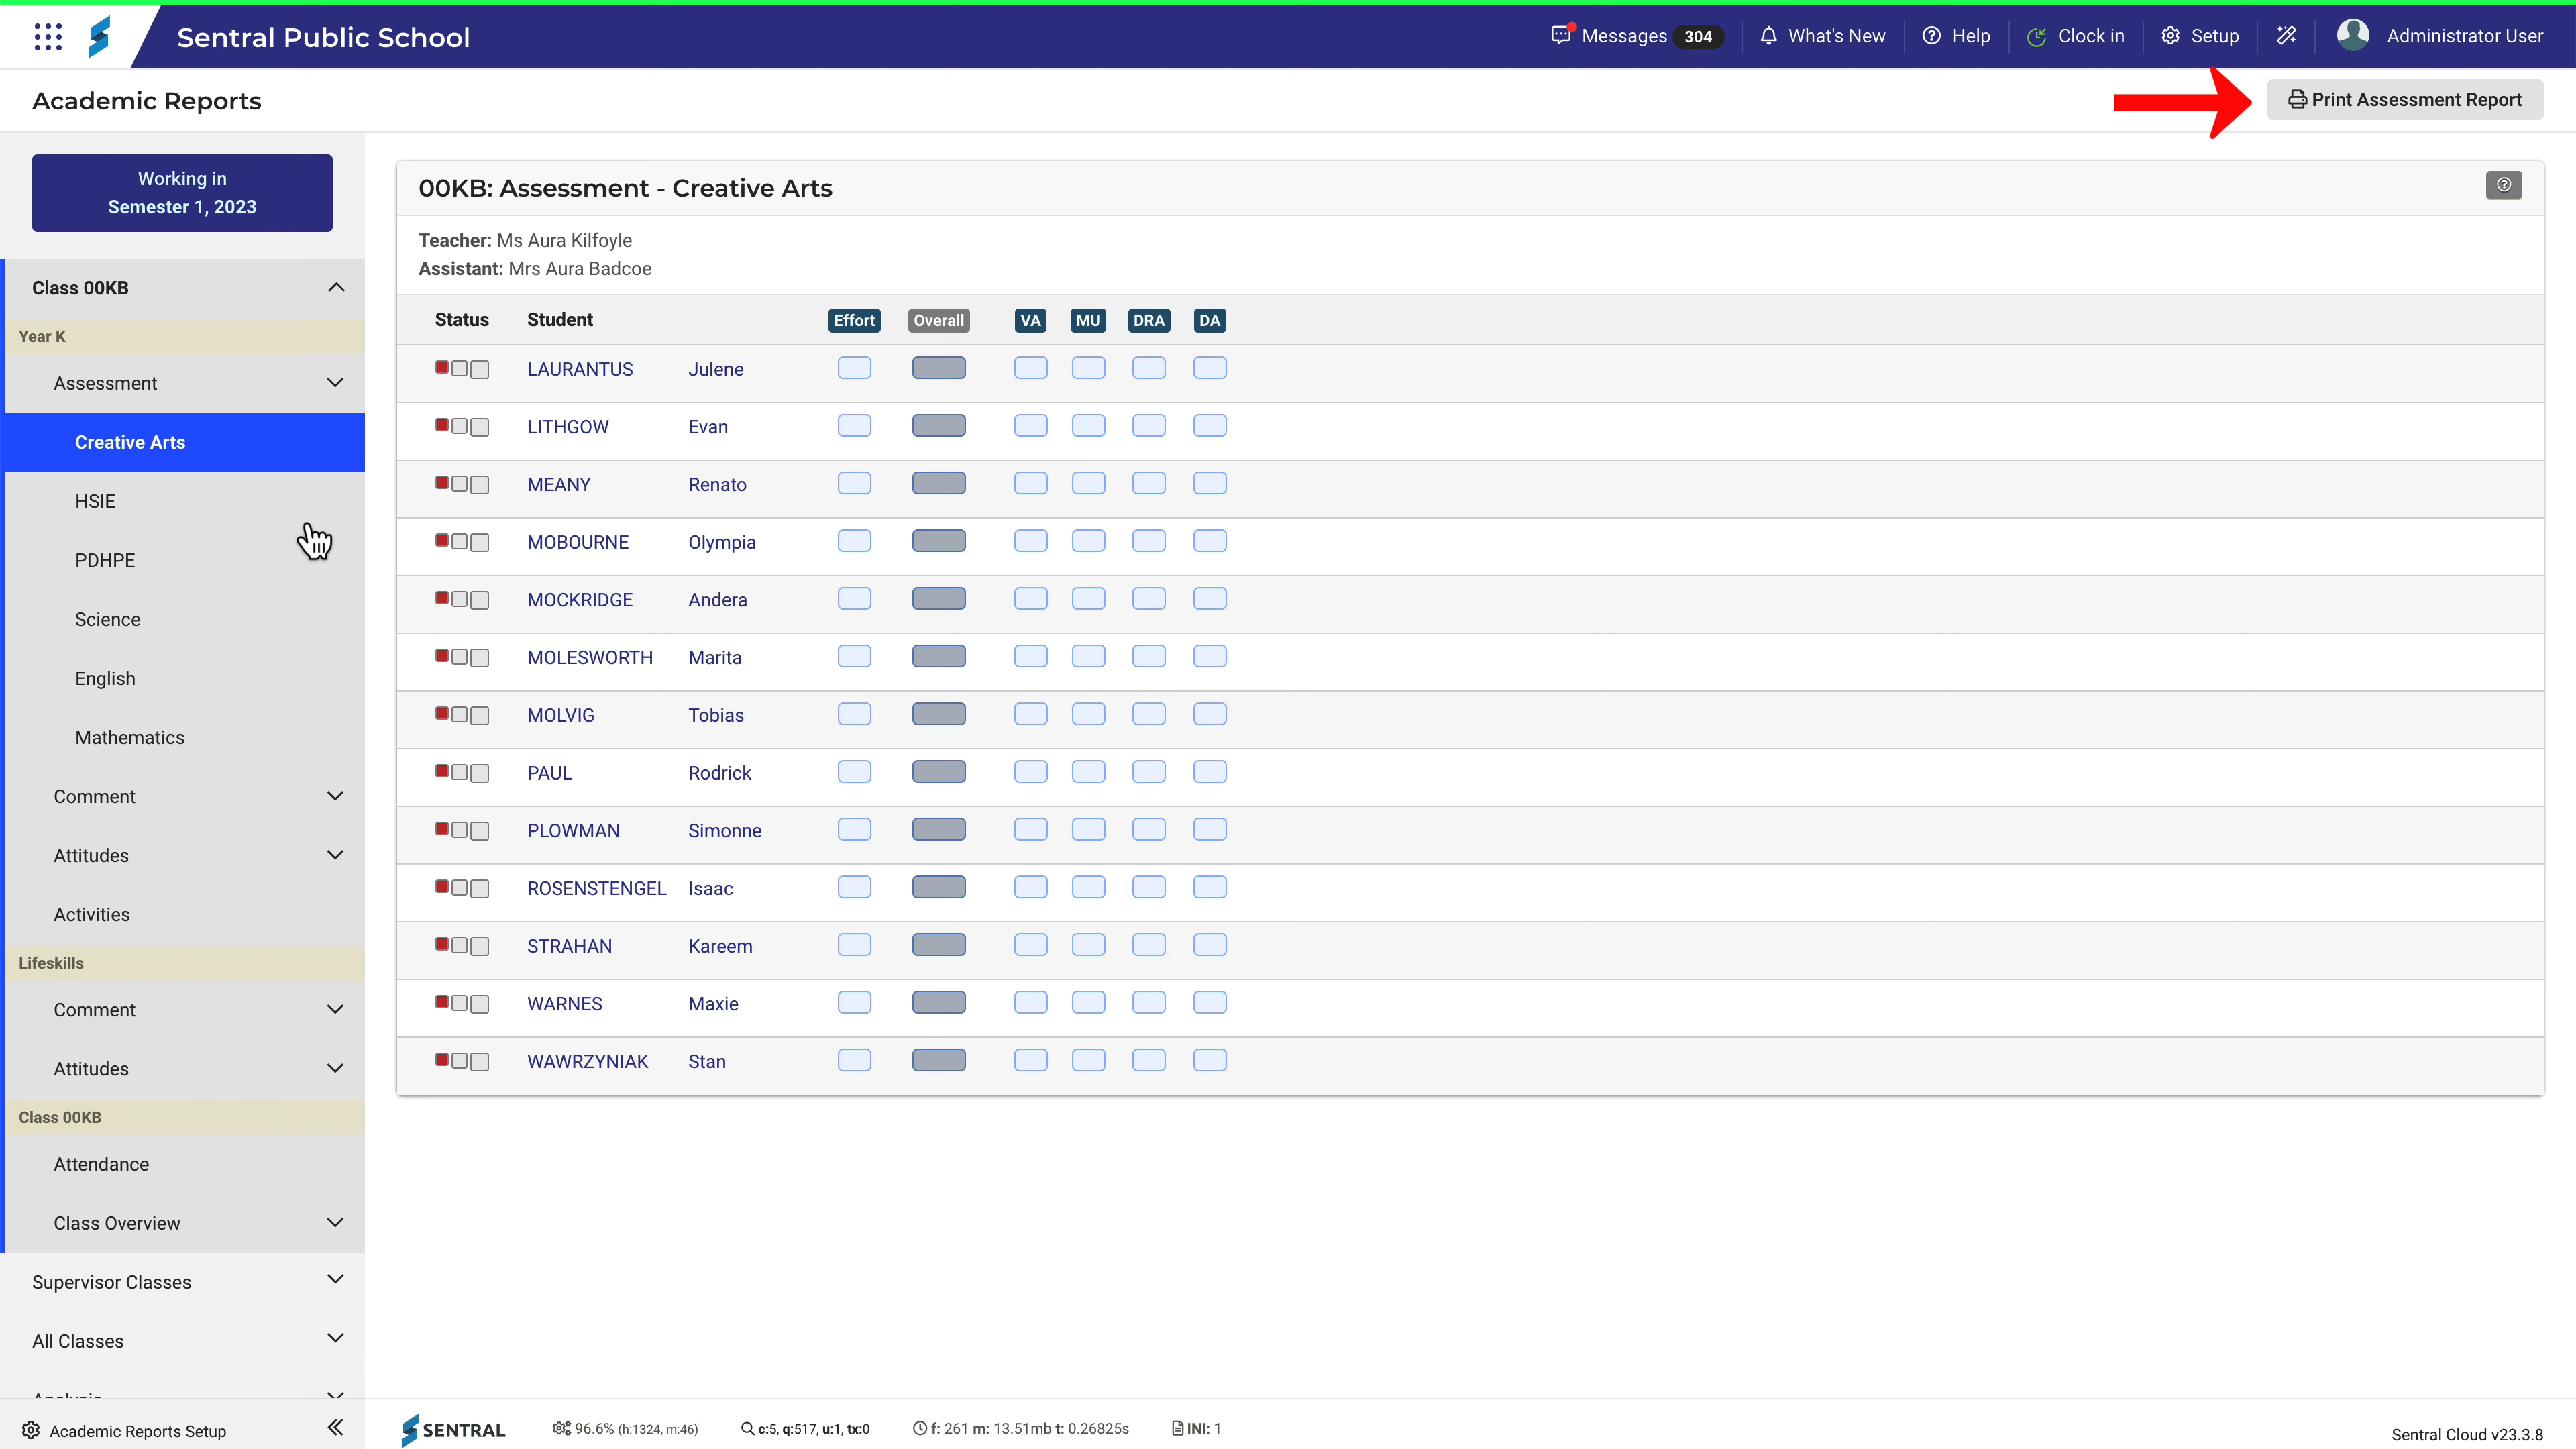 Sentral Public School
Messages 304
What's New
Help
Clock in
Setup
Administrator User
Academic Reports
Print Assessment Report
Working in
Semester 1, 2023
Class 00KB
Year K
Assessment
Creative Arts
HSIE
PDHPE
Science
English
Mathematics
Comment
Attitudes
Activities
Lifeskills
Comment
Attitudes
Class 00KB
Attendance
Class Overview
Supervisor Classes
All Classes
Analysis
Academic Reports Setup
00KB: Assessment - Creative Arts
Teacher: Ms Aura Kilfoyle
Assistant: Mrs Aura Badcoe
Status Student Effort Overall VA MU DRA DA
LAURANTUS Julene
LITHGOW Evan
MEANY Renato
MOBOURNE Olympia
MOCKRIDGE Andera
MOLESWORTH Marita
MOLVIG Tobias
PAUL Rodrick
PLOWMAN Simonne
ROSENSTENGEL Isaac
STRAHAN Kareem
WARNES Maxie
WAWRZYNIAK Stan
SENTRAL
96.6% (h:1324, m:46)
c:5, q:517, u:1, tx:0
f: 261 m: 13.51mb t: 0.26825s
INI: 1
Sentral Cloud v23.3.8